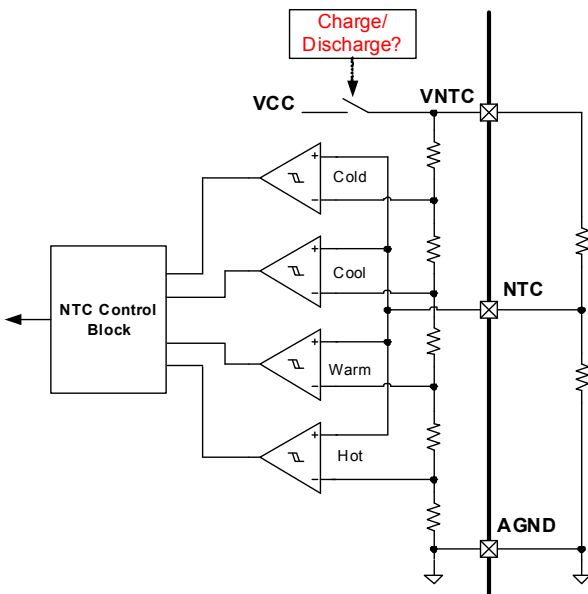 Charge/
Discharge?
VCC
VNTC
+
−
Cold
+
−
Cool
NTC
NTC Control
Block
+
−
Warm
+
−
Hot
AGND